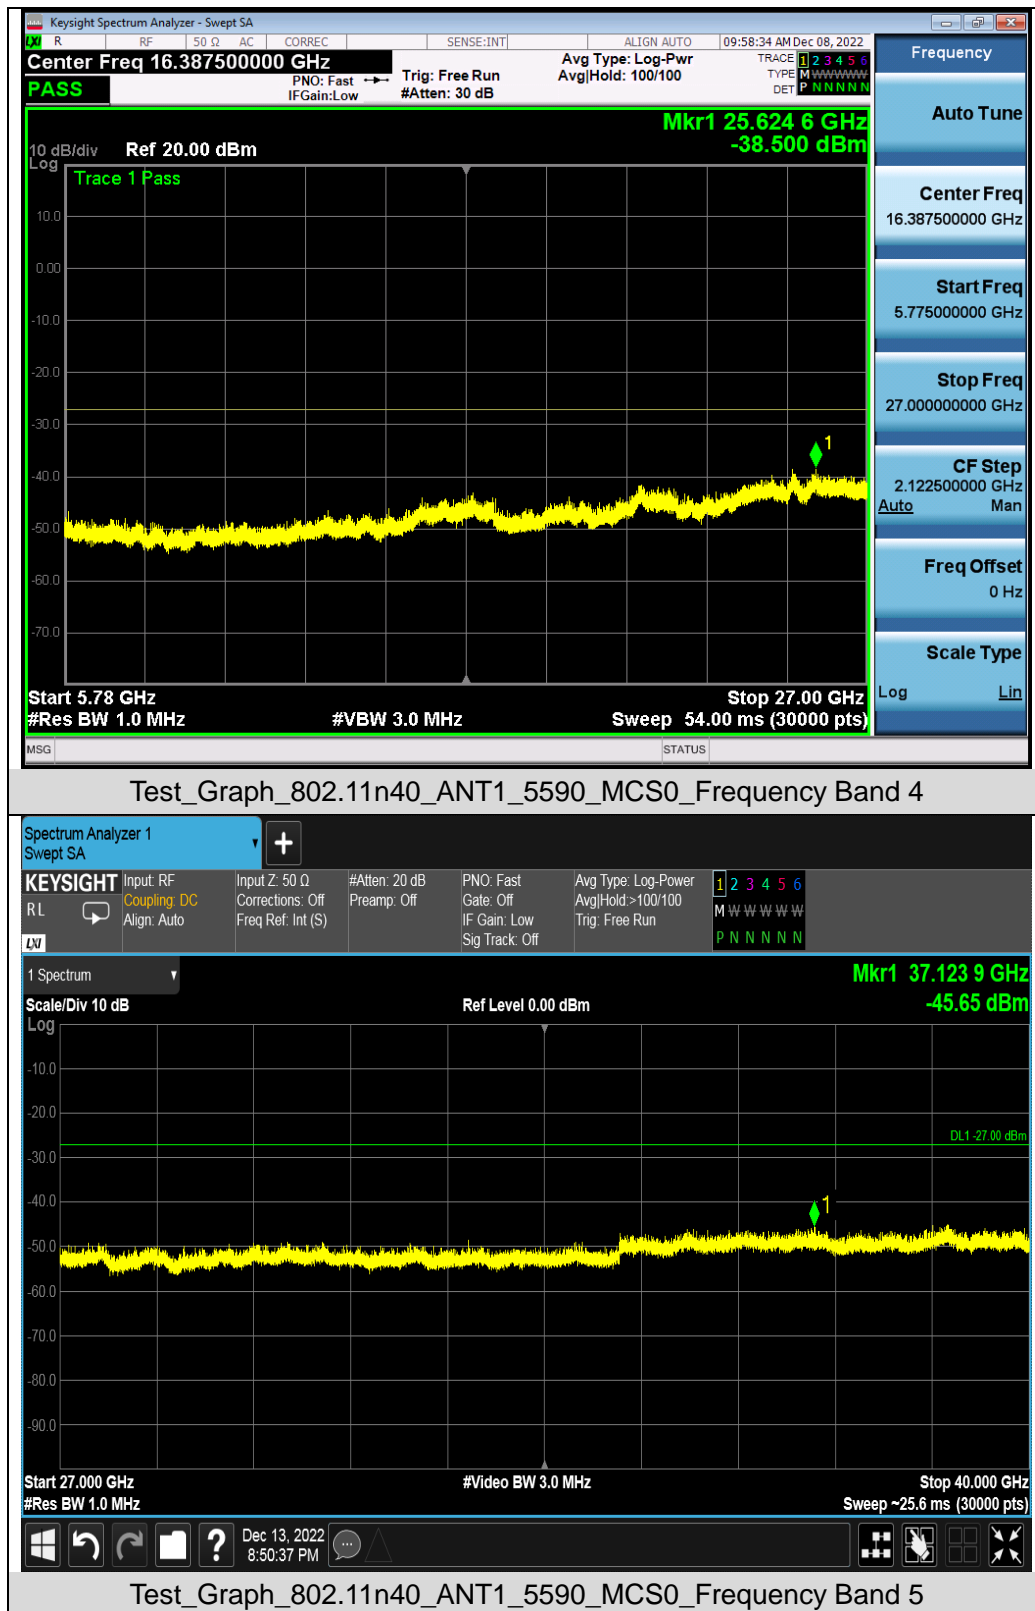 Keysight Spectrum Analyzer - Swept SA
LXI R RF 50 Ω AC CORREC SENSE:INT ALIGN AUTO 09:58:34 AM Dec 08, 2022
Center Freq 16.387500000 GHz
PASS
PNO: Fast
IFGain:Low
Trig: Free Run
#Atten: 30 dB
Avg Type: Log-Pwr
Avg|Hold: 100/100
TRACE 1 2 3 4 5 6
TYPE M W W W W W
DET P N N N N N
Mkr1 25.624 6 GHz
-38.500 dBm
10 dB/div Ref 20.00 dBm
Log
Trace 1 Pass
10.0
0.00
-10.0
-20.0
-30.0
1
-40.0
-50.0
-60.0
-70.0
Start 5.78 GHz Stop 27.00 GHz
#Res BW 1.0 MHz #VBW 3.0 MHz Sweep 54.00 ms (30000 pts)
MSG STATUS
Frequency
Auto Tune
Center Freq
16.387500000 GHz
Start Freq
5.775000000 GHz
Stop Freq
27.000000000 GHz
CF Step
2.122500000 GHz
Auto Man
Freq Offset
0 Hz
Scale Type
Log Lin
Test_Graph_802.11n40_ANT1_5590_MCS0_Frequency Band 4
Spectrum Analyzer 1
Swept SA
+
KEYSIGHT
R L
LXI
Input: RF
Coupling: DC
Align: Auto
Input Z: 50 Ω
Corrections: Off
Freq Ref: Int (S)
#Atten: 20 dB
Preamp: Off
PNO: Fast
Gate: Off
IF Gain: Low
Sig Track: Off
Avg Type: Log-Power
Avg|Hold:>100/100
Trig: Free Run
1 2 3 4 5 6
M W W W W W
P N N N N N
1 Spectrum
Mkr1 37.123 9 GHz
Scale/Div 10 dB Ref Level 0.00 dBm -45.65 dBm
Log
-10.0
-20.0
DL1 -27.00 dBm
-30.0
-40.0
1
-50.0
-60.0
-70.0
-80.0
-90.0
Start 27.000 GHz #Video BW 3.0 MHz Stop 40.000 GHz
#Res BW 1.0 MHz Sweep ~25.6 ms (30000 pts)
?
Dec 13, 2022
8:50:37 PM
Test_Graph_802.11n40_ANT1_5590_MCS0_Frequency Band 5